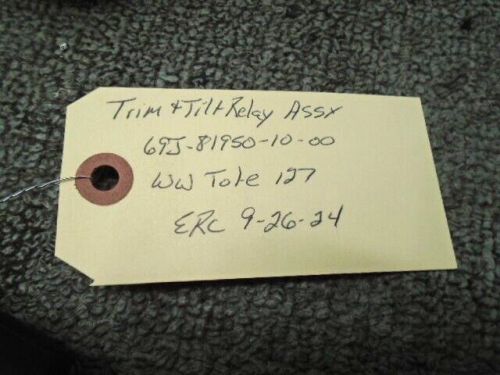 Trim & Tilt Relay Assy
69J-81950-10-00
WW Tote 127
ERC 9-26-24